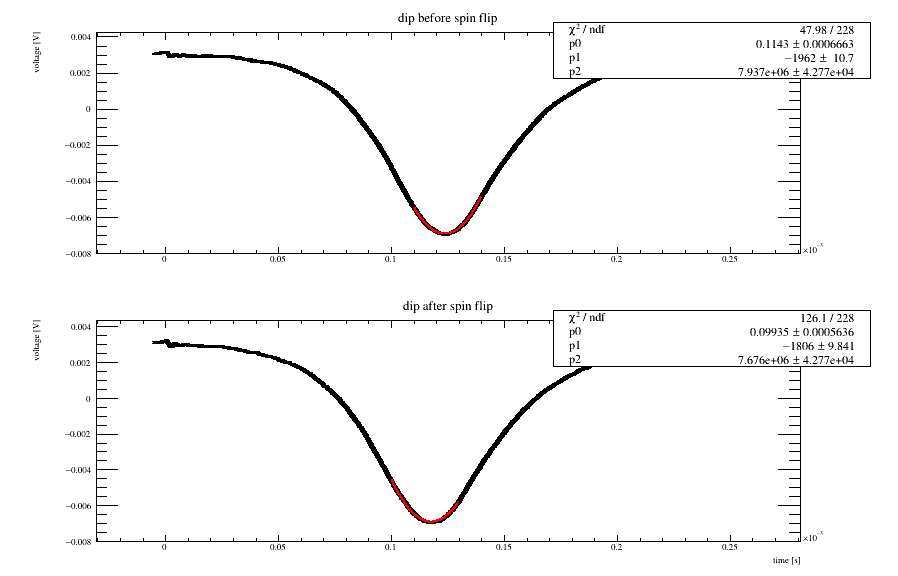 dip before spin flip
voltage [V]
χ² / ndf 47.98 / 228
p0 0.1143 ± 0.0006663
p1 −1962 ± 10.7
p2 7.937e+06 ± 4.277e+04
0.004
0.002
0
−0.002
−0.004
−0.006
−0.008
0 0.05 0.1 0.15 0.2 0.25
×10⁻³
dip after spin flip
voltage [V]
χ² / ndf 126.1 / 228
p0 0.09935 ± 0.0005636
p1 −1806 ± 9.841
p2 7.676e+06 ± 4.277e+04
0.004
0.002
0
−0.002
−0.004
−0.006
−0.008
0 0.05 0.1 0.15 0.2 0.25
×10⁻³
time [s]